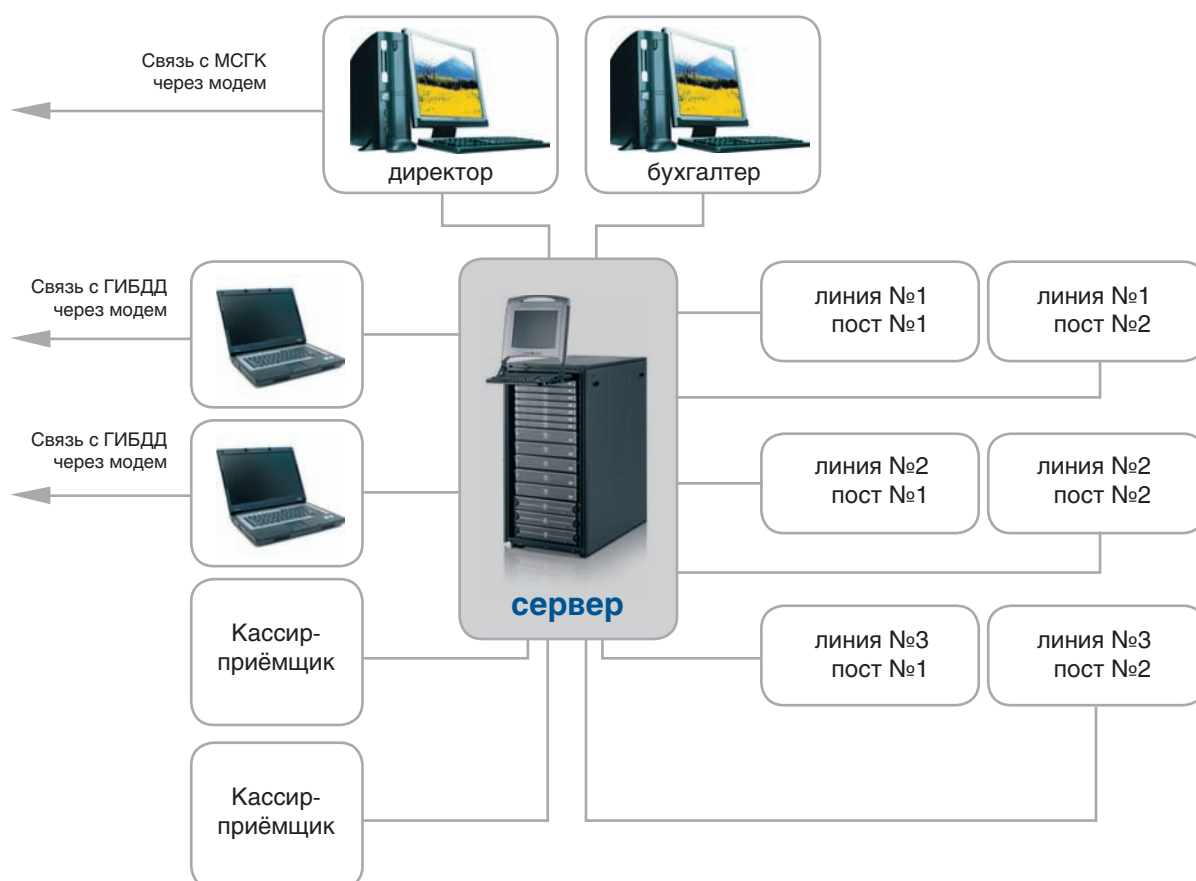 Связь с МСГК
через модем
директор
бухгалтер
Связь с ГИБДД
через модем
линия №1
пост №1
линия №1
пост №2
Связь с ГИБДД
через модем
линия №2
пост №1
линия №2
пост №2
сервер
Кассир-
приёмщик
линия №3
пост №1
линия №3
пост №2
Кассир-
приёмщик